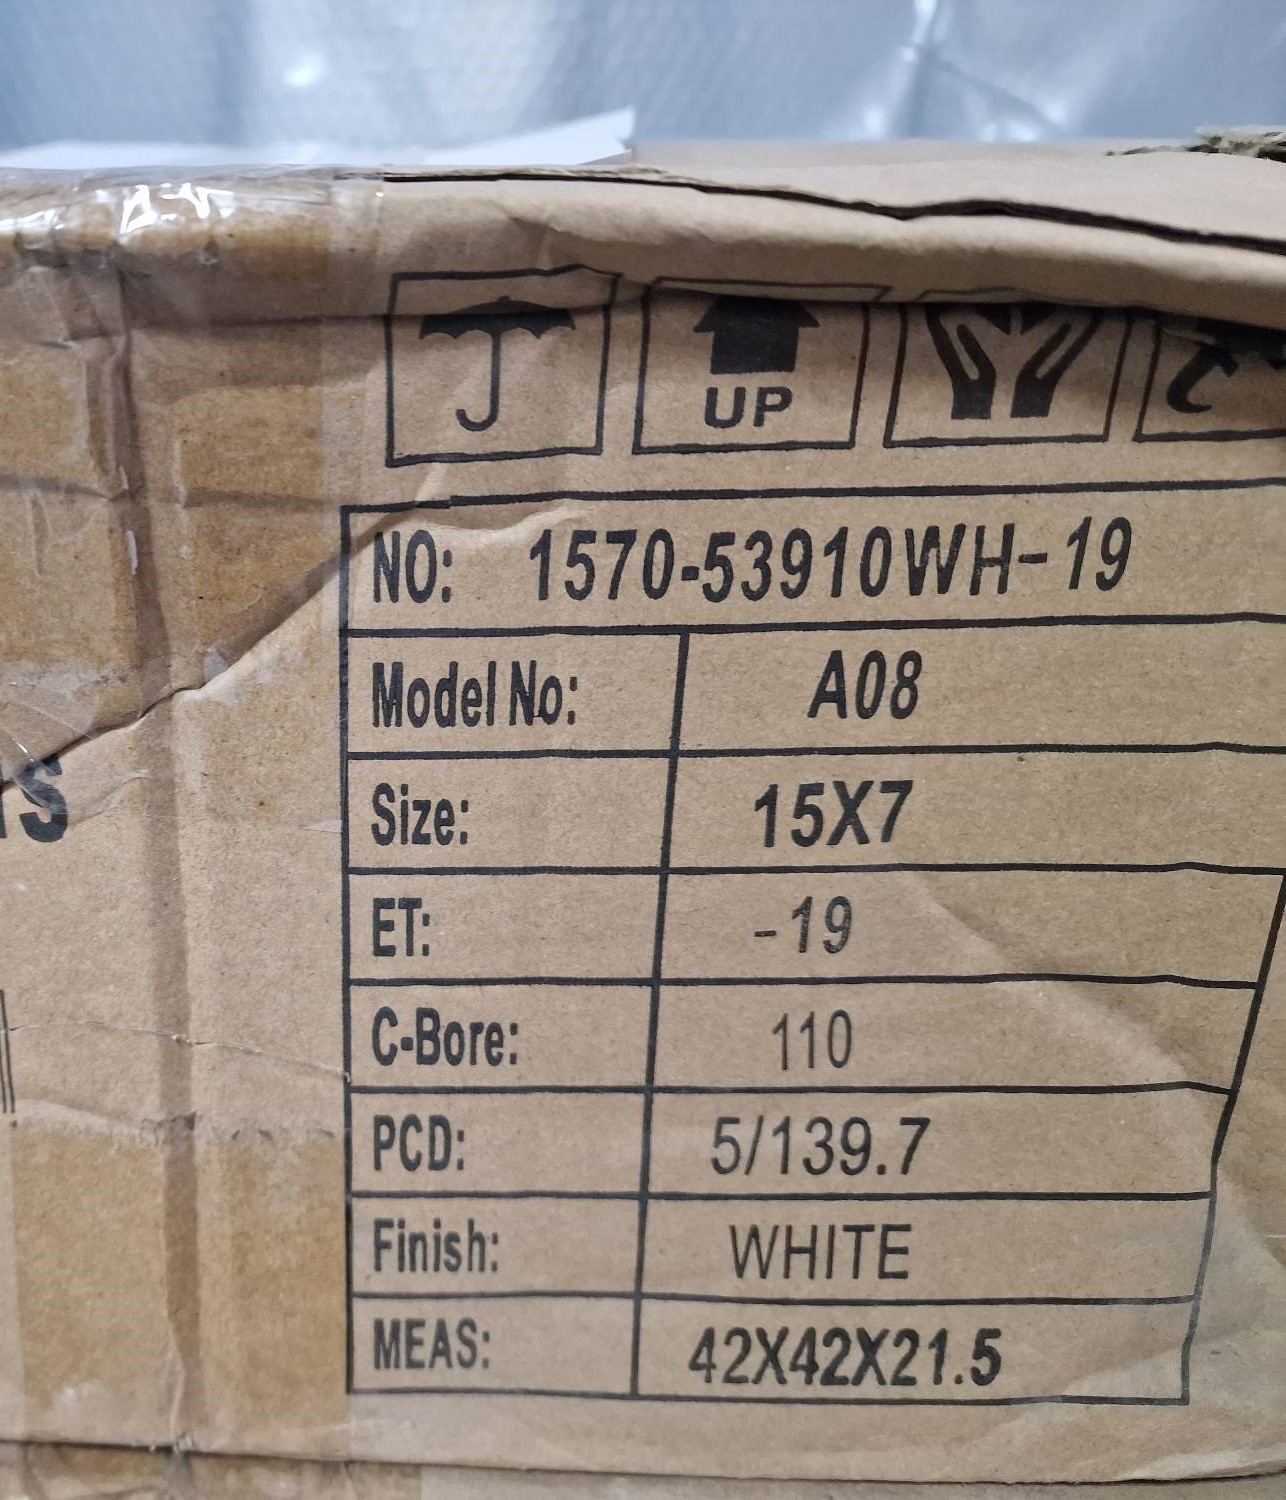 UP
NO: 1570-53910WH-19
Model No: A08
Size: 15X7
ET: -19
C-Bore: 110
PCD: 5/139.7
Finish: WHITE
MEAS: 42X42X21.5